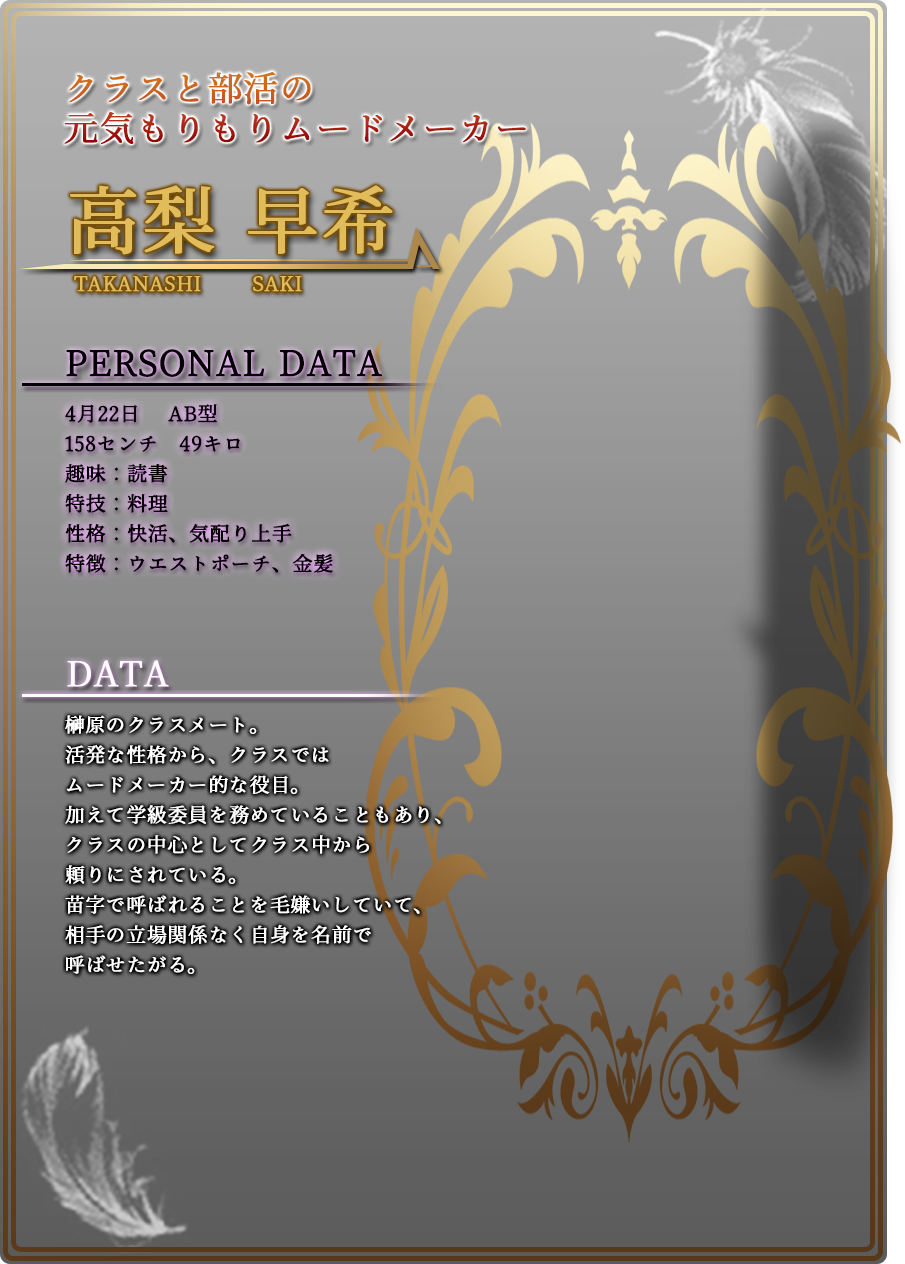 クラスと部活の
元気もりもりムードメーカー
高梨 早希
TAKANASHI SAKI
PERSONAL DATA
4月22日 AB型
158センチ 49キロ
趣味：読書
特技：料理
性格：快活、気配り上手
特徴：ウエストポーチ、金髪
DATA
榊原のクラスメート。
活発な性格から、クラスでは
ムードメーカー的な役目。
加えて学級委員を務めていることもあり、
クラスの中心としてクラス中から
頼りにされている。
苗字で呼ばれることを毛嫌いしていて、
相手の立場関係なく自身を名前で
呼ばせたがる。